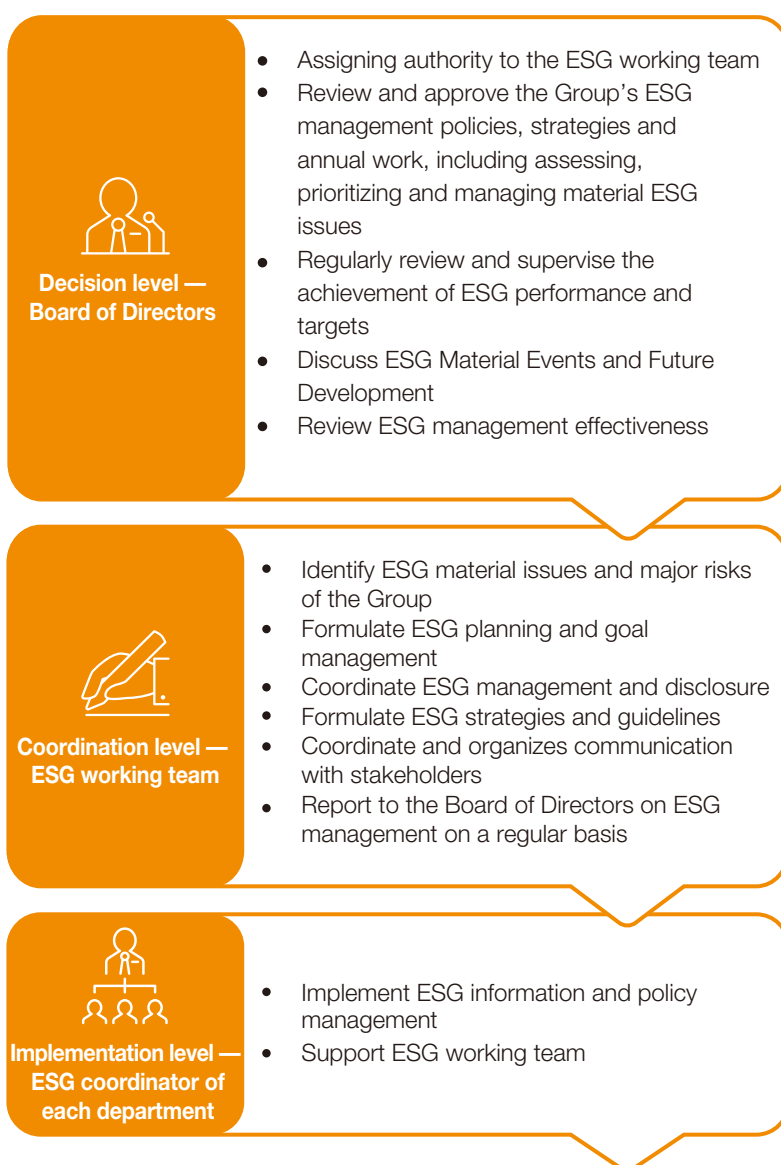 Decision level —
Board of Directors
• Assigning authority to the ESG working team
• Review and approve the Group's ESG
management policies, strategies and
annual work, including assessing,
prioritizing and managing material ESG
issues
• Regularly review and supervise the
achievement of ESG performance and
targets
• Discuss ESG Material Events and Future
Development
• Review ESG management effectiveness
Coordination level —
ESG working team
• Identify ESG material issues and major risks
of the Group
• Formulate ESG planning and goal
management
• Coordinate ESG management and disclosure
• Formulate ESG strategies and guidelines
• Coordinate and organizes communication
with stakeholders
• Report to the Board of Directors on ESG
management on a regular basis
Implementation level —
ESG coordinator of
each department
• Implement ESG information and policy
management
• Support ESG working team